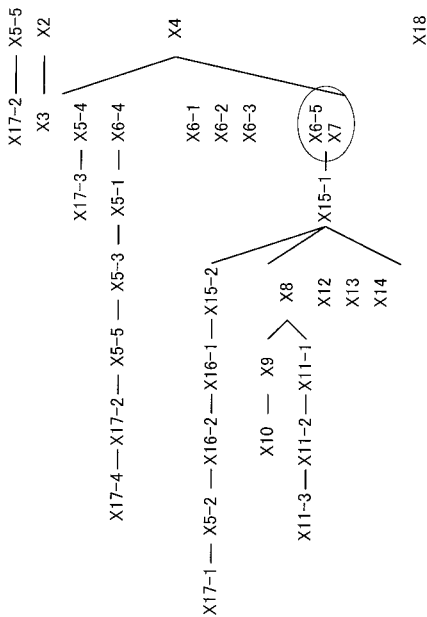 X17-2 — X5-5
X3 — X2
X17-3 — X5-4
X17-4 — X17-2 — X5-5 — X5-3 — X5-1 — X6-4
X4
X6-1
X6-2
X6-3
X17-1 — X5-2 — X16-2 — X16-1 — X15-2
X10 — X9
X8
X11-3 — X11-2 — X11-1
X12
X13
X14
X15-1 — X6-5
X7
X18